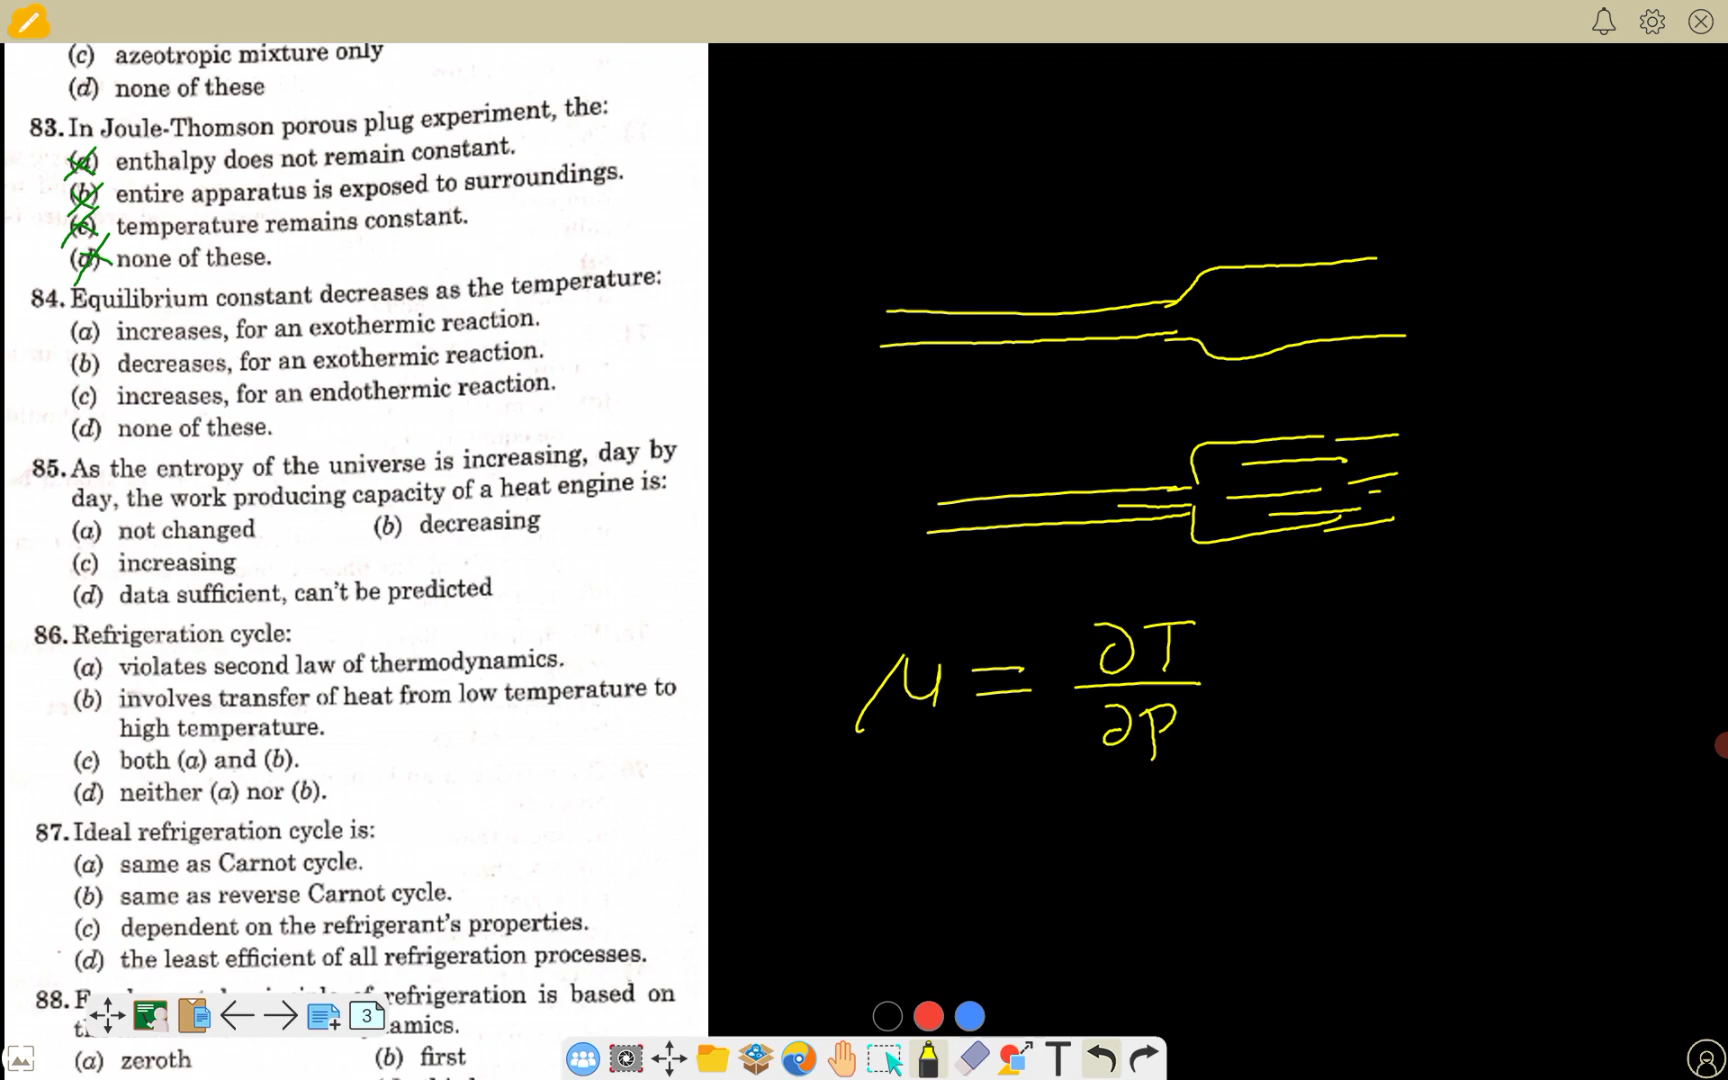 (c) azeotropic mixture only
(d) none of these
83. In Joule-Thomson porous plug experiment, the:
(a) enthalpy does not remain constant.
(b) entire apparatus is exposed to surroundings.
(c) temperature remains constant.
(d) none of these.
84. Equilibrium constant decreases as the temperature:
(a) increases, for an exothermic reaction.
(b) decreases, for an exothermic reaction.
(c) increases, for an endothermic reaction.
(d) none of these.
85. As the entropy of the universe is increasing, day by
day, the work producing capacity of a heat engine is:
(a) not changed (b) decreasing
(c) increasing
(d) data sufficient, can't be predicted
86. Refrigeration cycle:
(a) violates second law of thermodynamics.
(b) involves transfer of heat from low temperature to
high temperature.
(c) both (a) and (b).
(d) neither (a) nor (b).
87. Ideal refrigeration cycle is:
(a) same as Carnot cycle.
(b) same as reverse Carnot cycle.
(c) dependent on the refrigerant's properties.
(d) the least efficient of all refrigeration processes.
88. refrigeration is based on
amics.
(a) zeroth (b) first
μ = ∂T
∂P
3
T